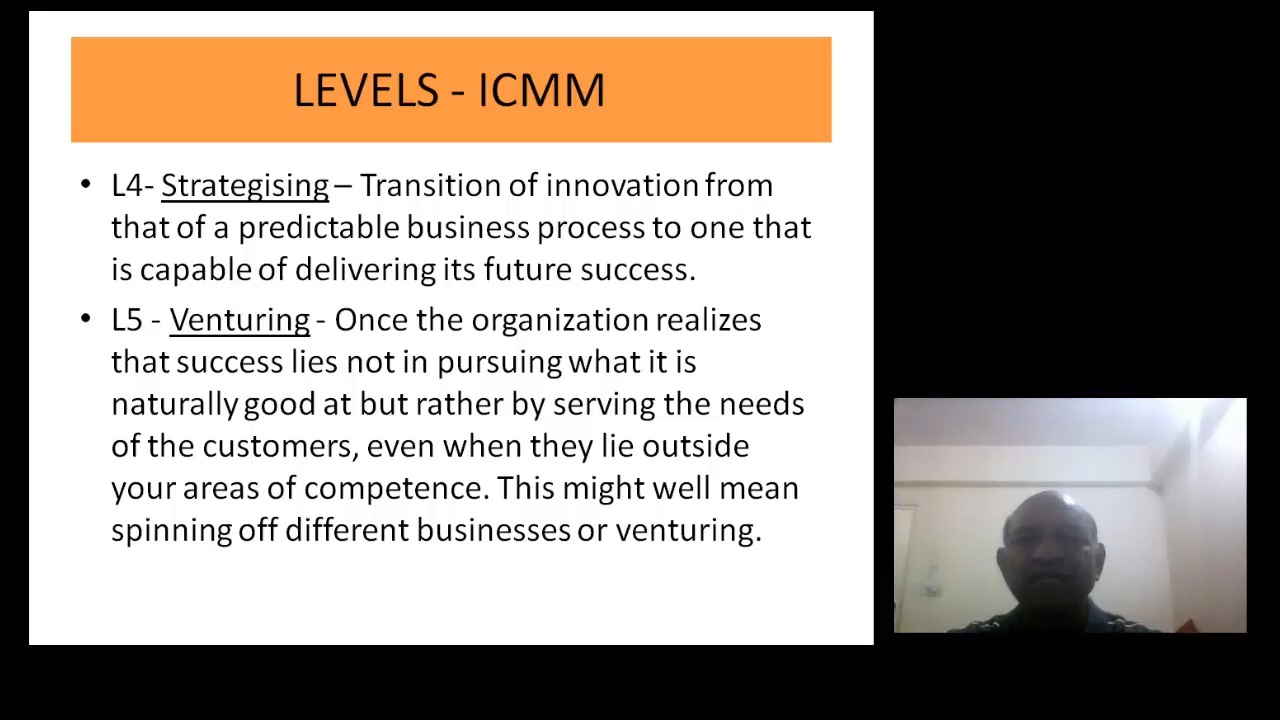 LEVELS - ICMM
• L4- Strategising – Transition of innovation from
that of a predictable business process to one that
is capable of delivering its future success.
• L5 - Venturing - Once the organization realizes
that success lies not in pursuing what it is
naturally good at but rather by serving the needs
of the customers, even when they lie outside
your areas of competence. This might well mean
spinning off different businesses or venturing.